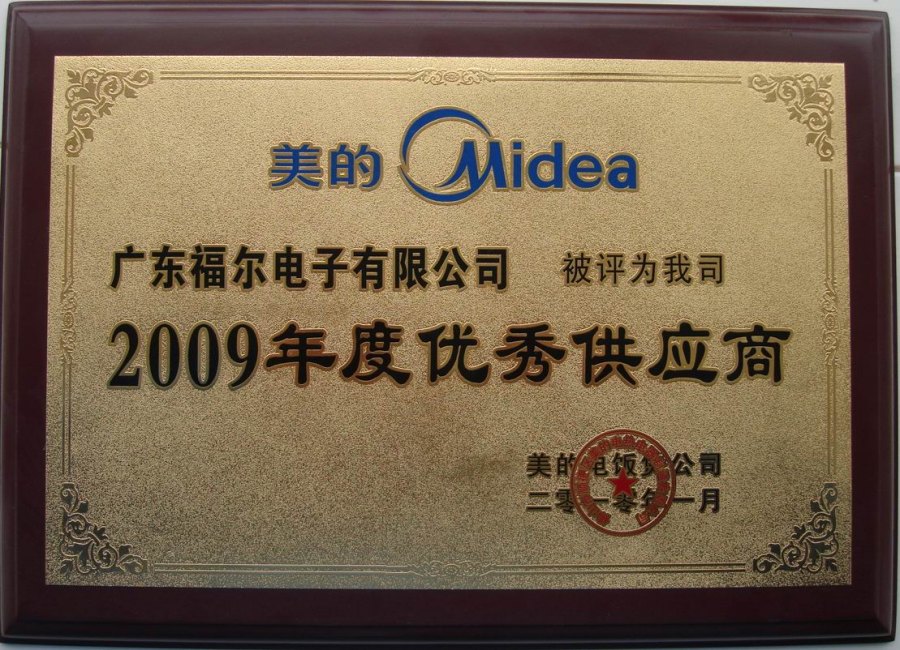 美的 Midea
广东福尔电子有限公司 被评为我司
2009年度优秀供应商
美的电饭煲公司
二零一零年一月